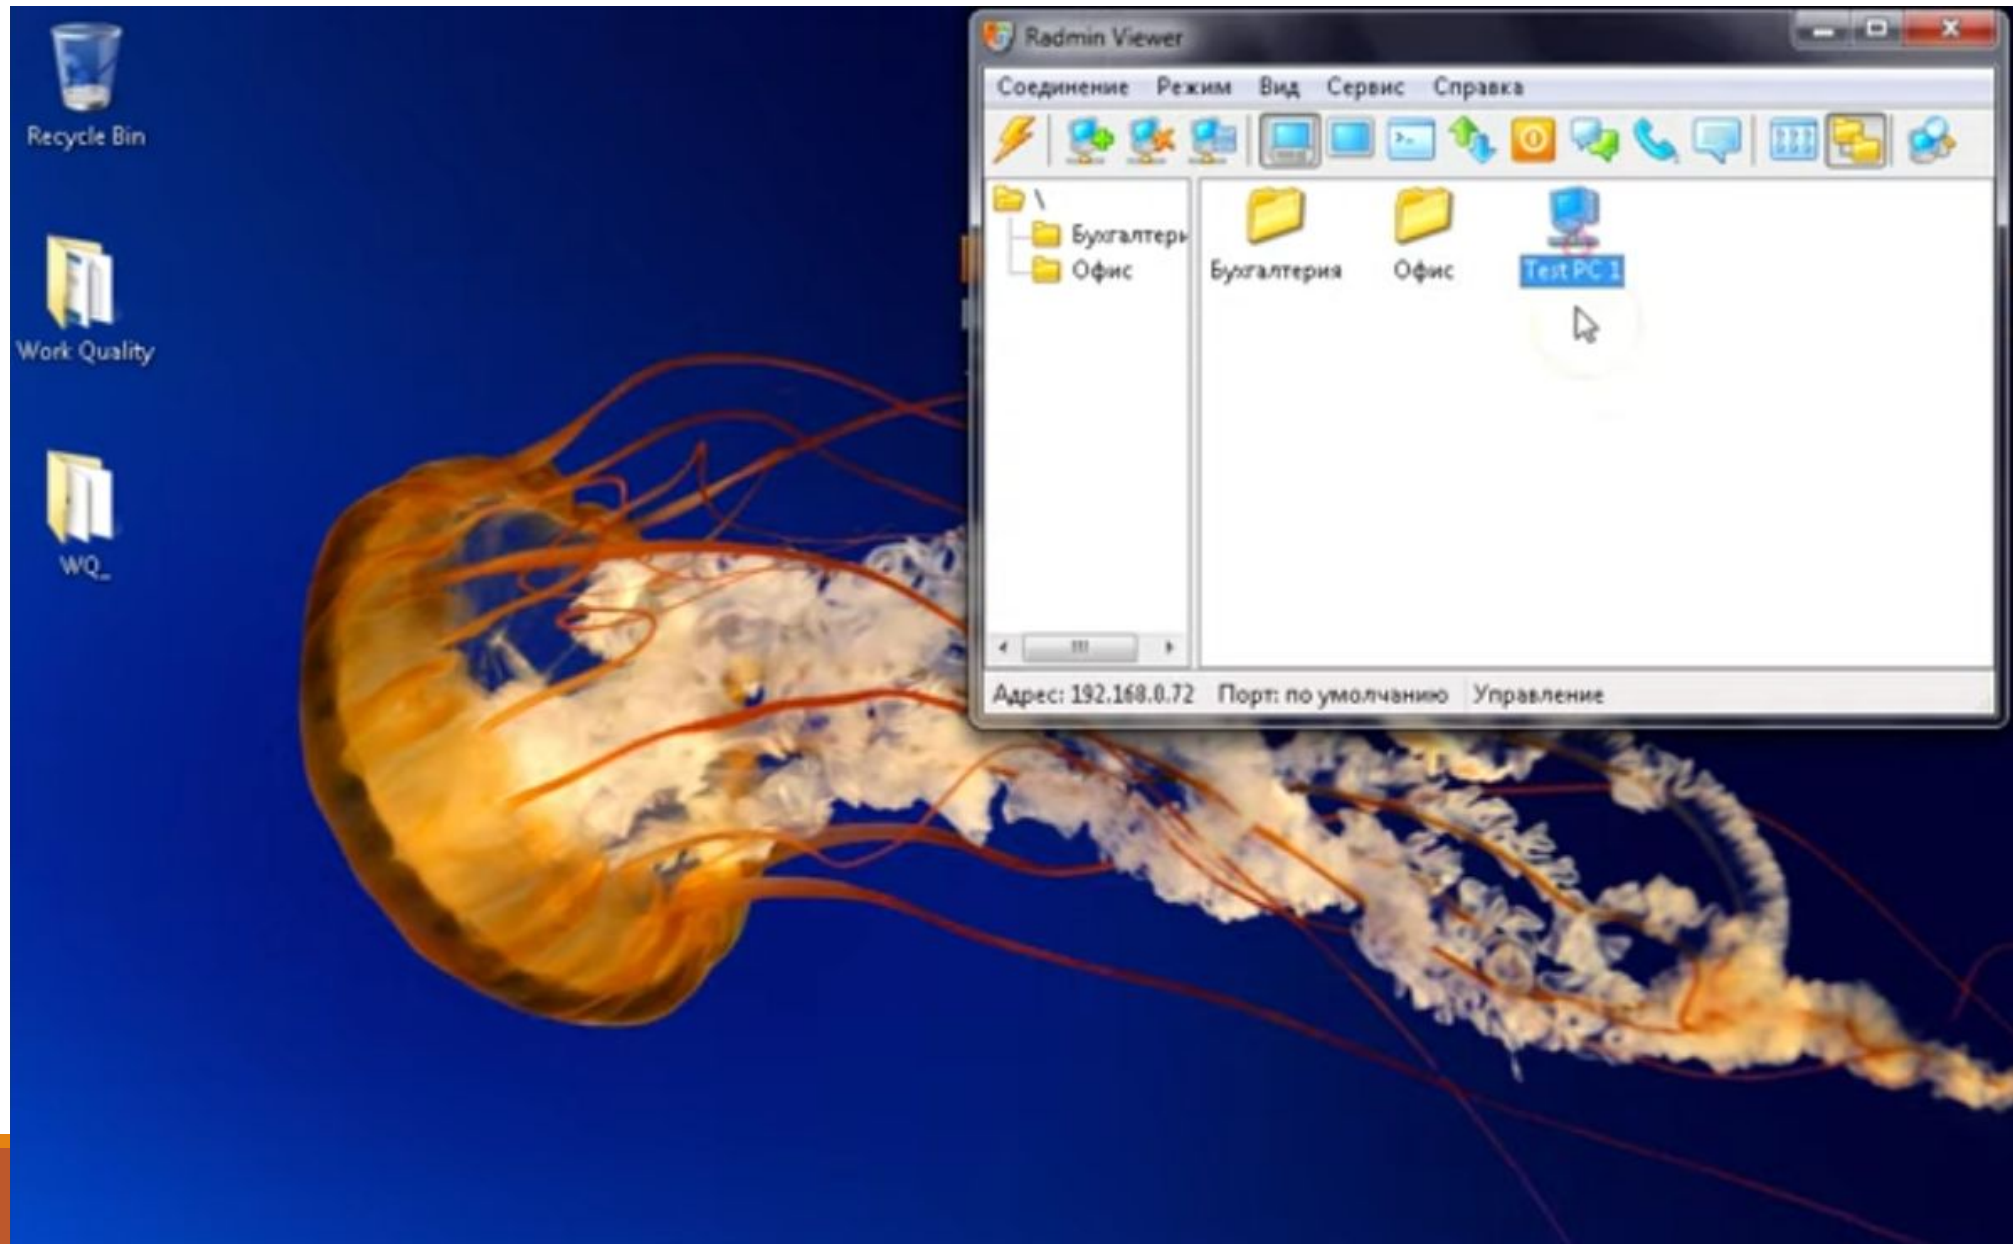 Recycle Bin
Work Quality
WQ_
Radmin Viewer
Соединение Режим Вид Сервис Справка
\
Бухгалтери
Офис
Бухгалтерия Офис Test PC 1
Адрес: 192.168.0.72 Порт: по умолчанию Управление